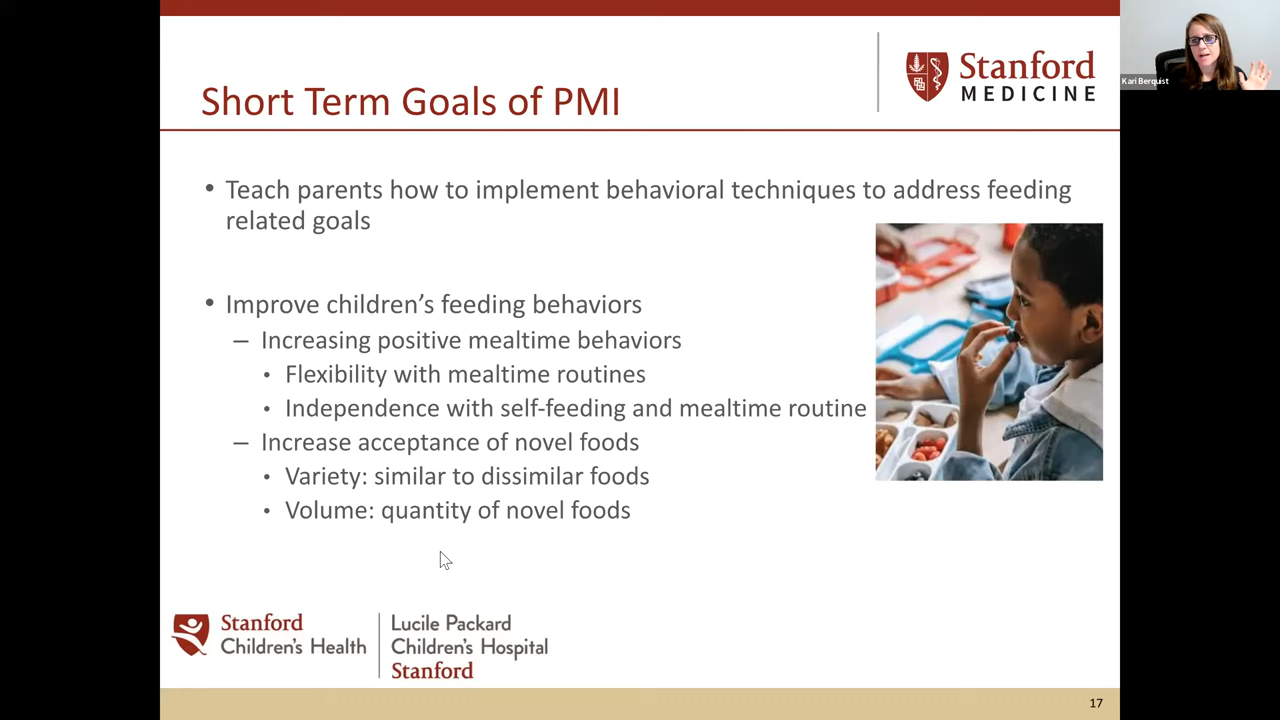 Short Term Goals of PMI
Stanford
MEDICINE
Kari Berquist
• Teach parents how to implement behavioral techniques to address feeding
related goals
• Improve children’s feeding behaviors
– Increasing positive mealtime behaviors
• Flexibility with mealtime routines
• Independence with self-feeding and mealtime routine
– Increase acceptance of novel foods
• Variety: similar to dissimilar foods
• Volume: quantity of novel foods
Stanford
Children’s Health
Lucile Packard
Children’s Hospital
Stanford
17